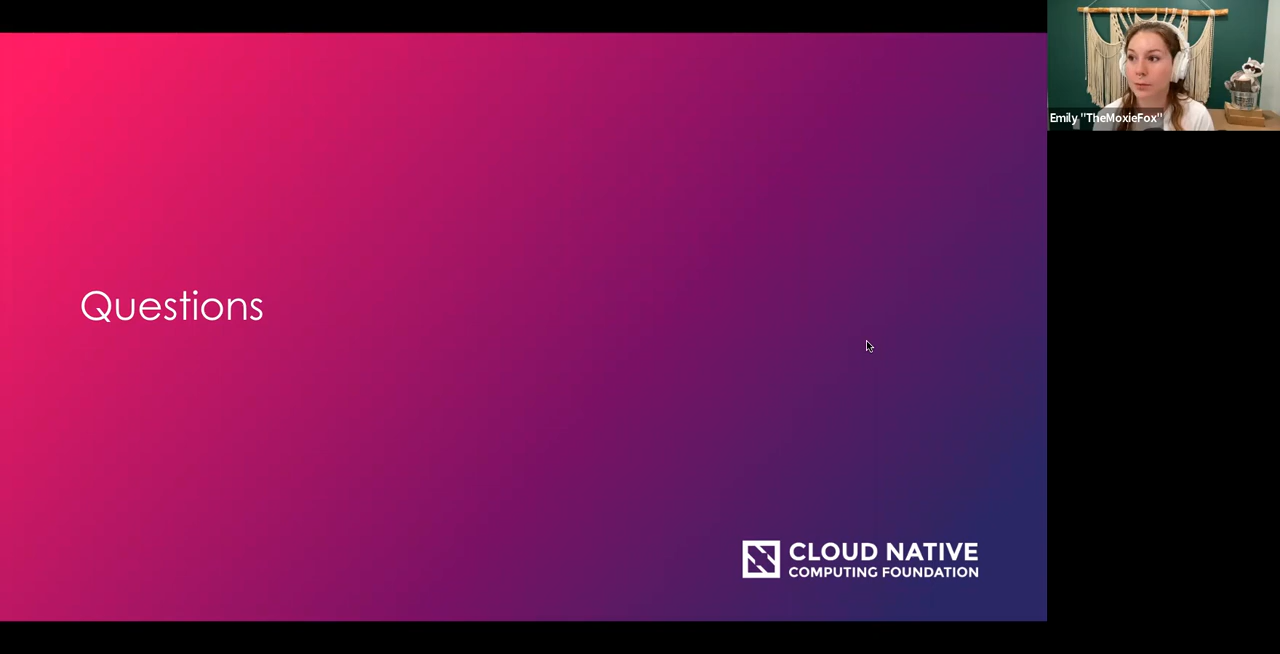 Emily "TheMoxieFox"
Questions
CLOUD NATIVE
COMPUTING FOUNDATION